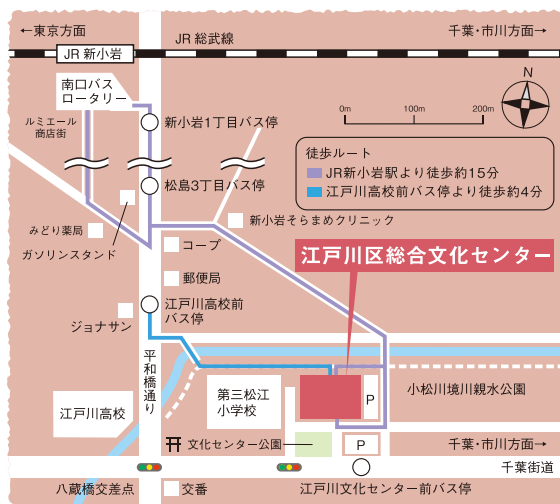 ←東京方面
JR 総武線
千葉・市川方面→
JR 新小岩
南口バス
ロータリー
N
ルミエール
商店街
新小岩1丁目バス停
0m
100m
200m
徒歩ルート
JR新小岩駅より徒歩約15分
江戸川高校前バス停より徒歩約4分
松島3丁目バス停
みどり薬局
ガソリンスタンド
新小岩そらまめクリニック
コープ
江戸川区総合文化センター
郵便局
江戸川高校前
バス停
ジョナサン
平和橋通り
第三松江
小学校
P
小松川境川親水公園
江戸川高校
文化センター公園
P
千葉・市川方面→
千葉街道
八蔵橋交差点
交番
江戸川文化センター前バス停